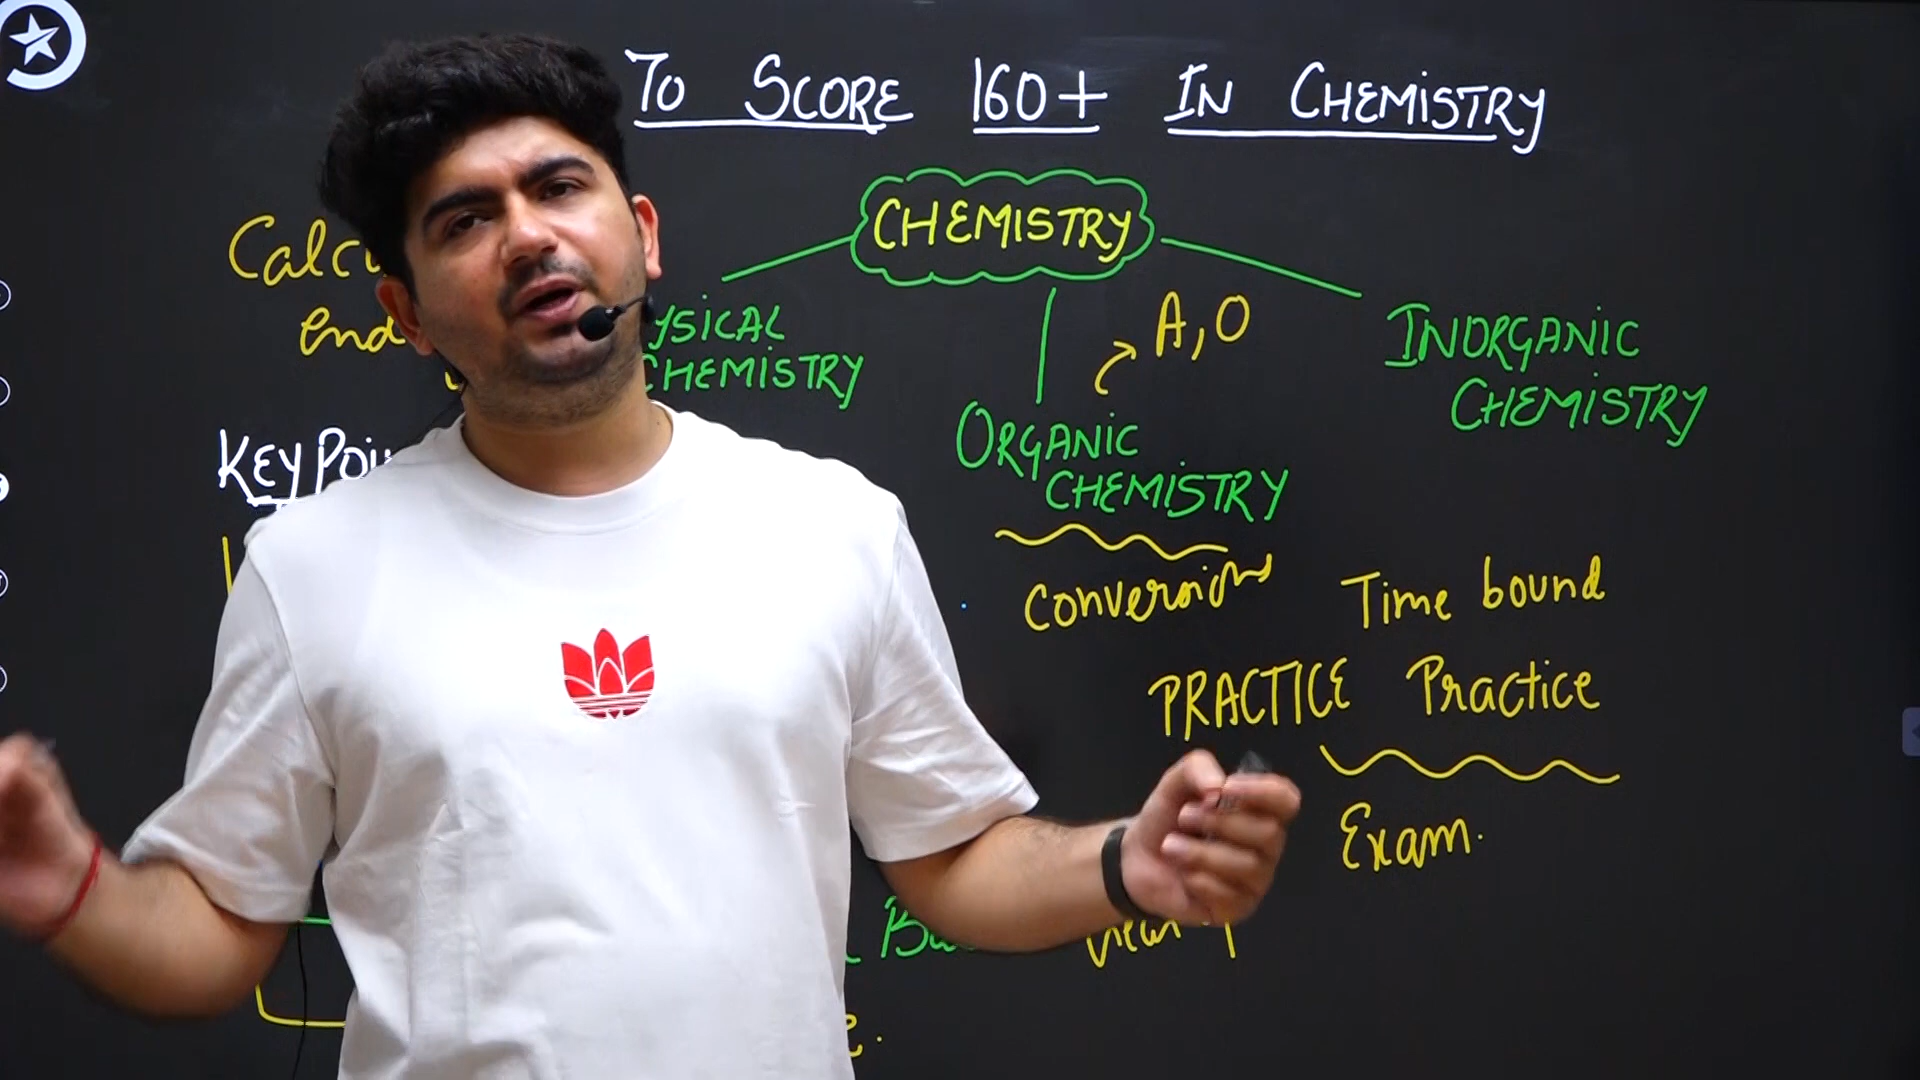 TO SCORE 160+ IN CHEMISTRY
CHEMISTRY
A, O
YSICAL
CHEMISTRY
ORGANIC
CHEMISTRY
INORGANIC
CHEMISTRY
end
KEY
conversions
Time bound
PRACTICE Practice
Exam.